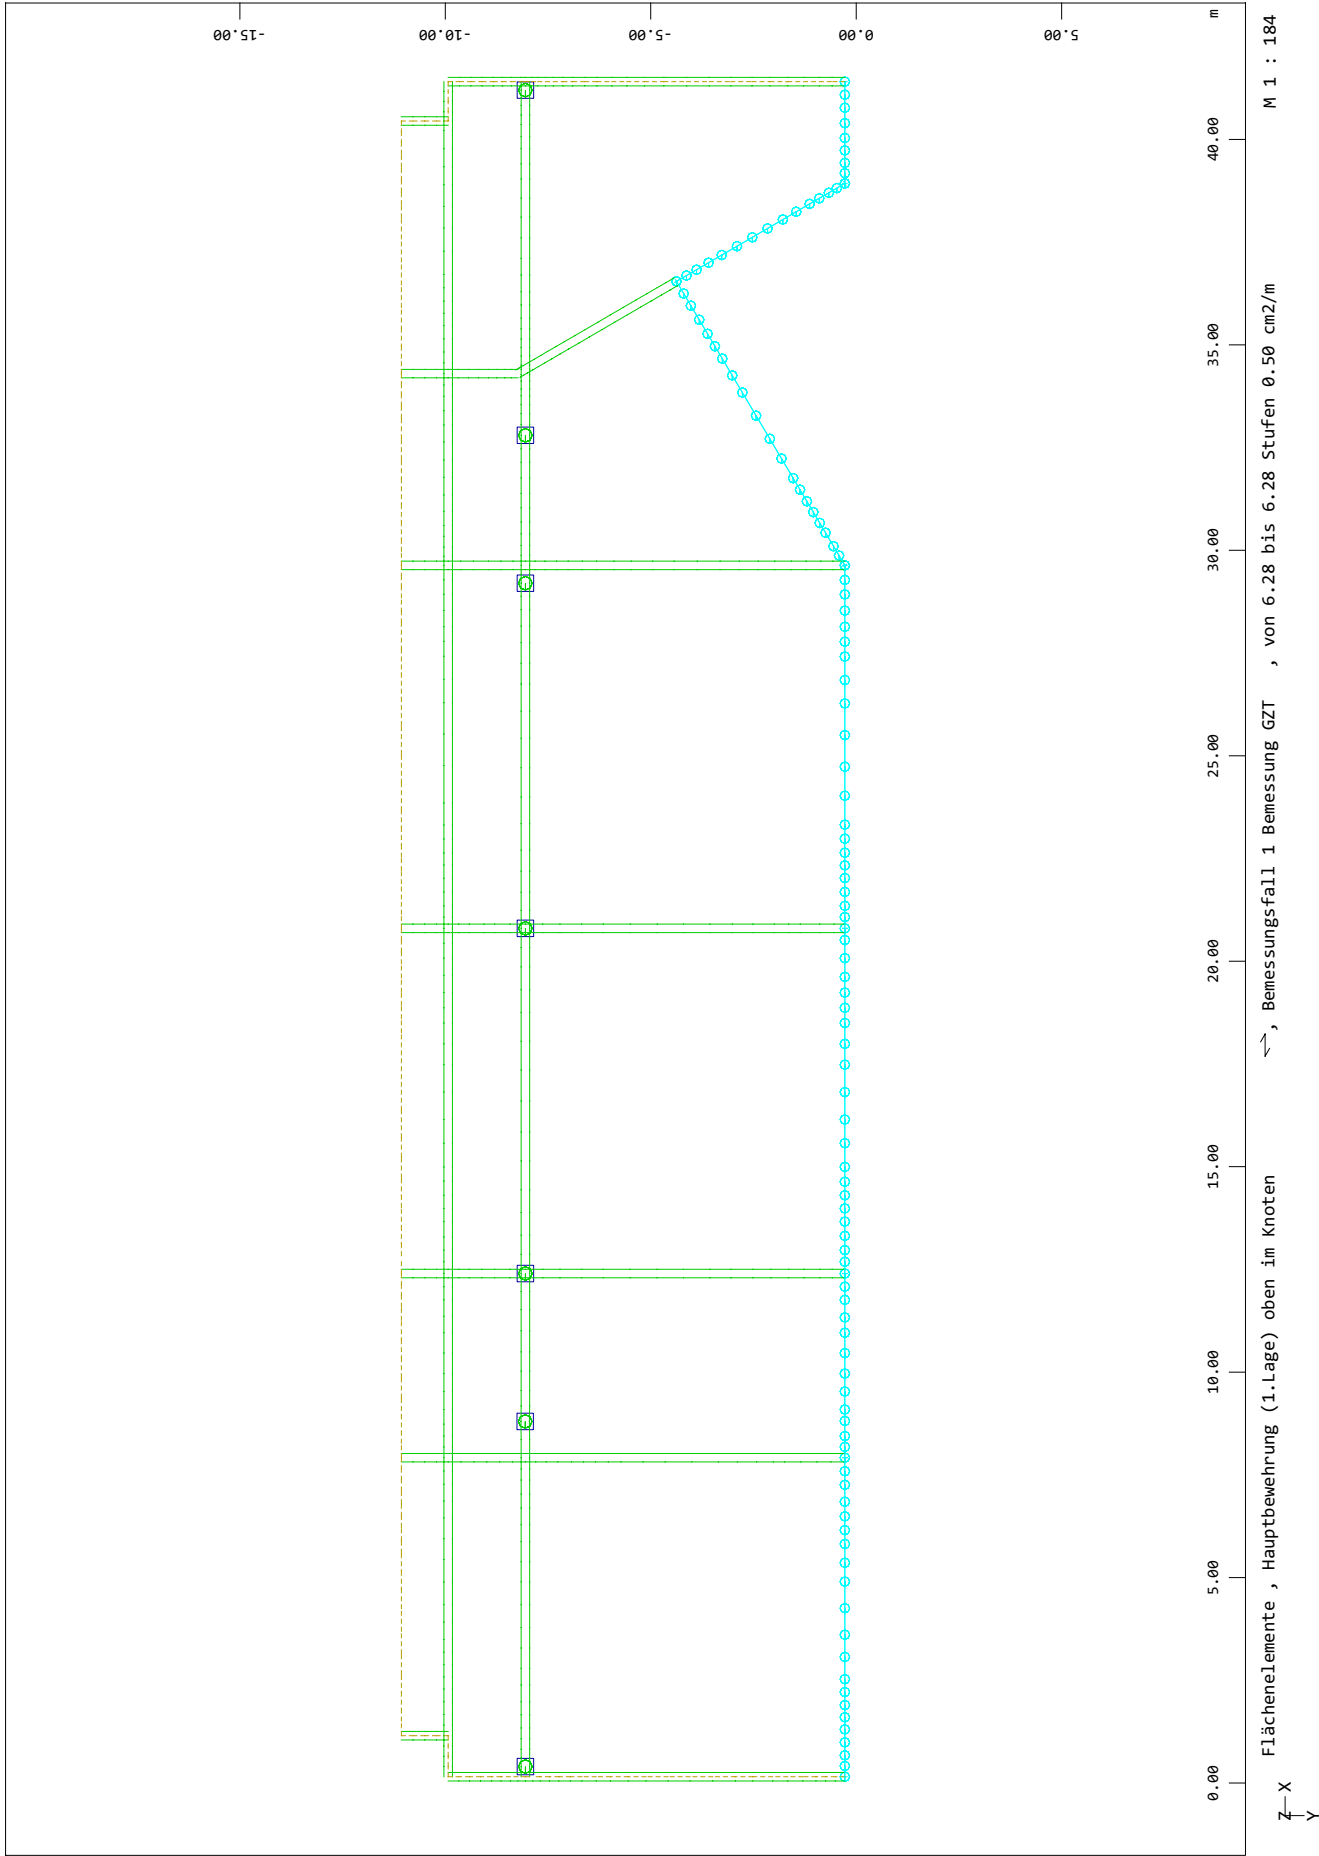 -15.00
-10.00
-5.00
0.00
5.00
m
0.00
5.00
10.00
15.00
20.00
25.00
30.00
35.00
40.00
Flächenelemente , Hauptbewehrung (1.Lage) oben im Knoten , Bemessungsfall 1 Bemessung GZT , von 6.28 bis 6.28 Stufen 0.50 cm2/m
M 1 : 184
Z X
Y